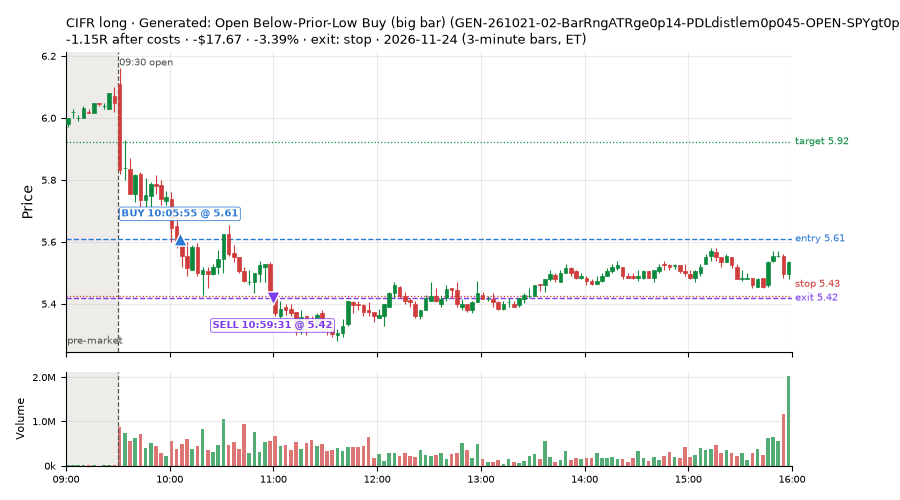 CIFR long · Generated: Open Below-Prior-Low Buy (big bar) (GEN-261021-02-BarRngATRge0p14-PDLdistlem0p045-OPEN-SPYgt0p
-1.15R after costs · -$17.67 · -3.39% · exit: stop · 2026-11-24 (3-minute bars, ET)
09:30 open
6.2
6.0
5.8
5.6
5.4
Price
target 5.92
BUY 10:05:55 @ 5.61
entry 5.61
stop 5.43
exit 5.42
SELL 10:59:31 @ 5.42
pre-market
2.0M
1.0M
0k
Volume
09:00
10:00
11:00
12:00
13:00
14:00
15:00
16:00